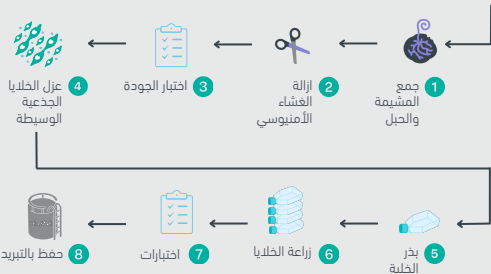 1 جمع
المشيمة
والحبل
2 ازالة
الغشاء
الأمنيوسي
3 اختبار الجودة
4 عزل الخلايا
الجذعية
الوسيطة
5 بذر
الخلية
6 زراعة الخلايا
7 اختبارات
8 حفظ بالتبريد